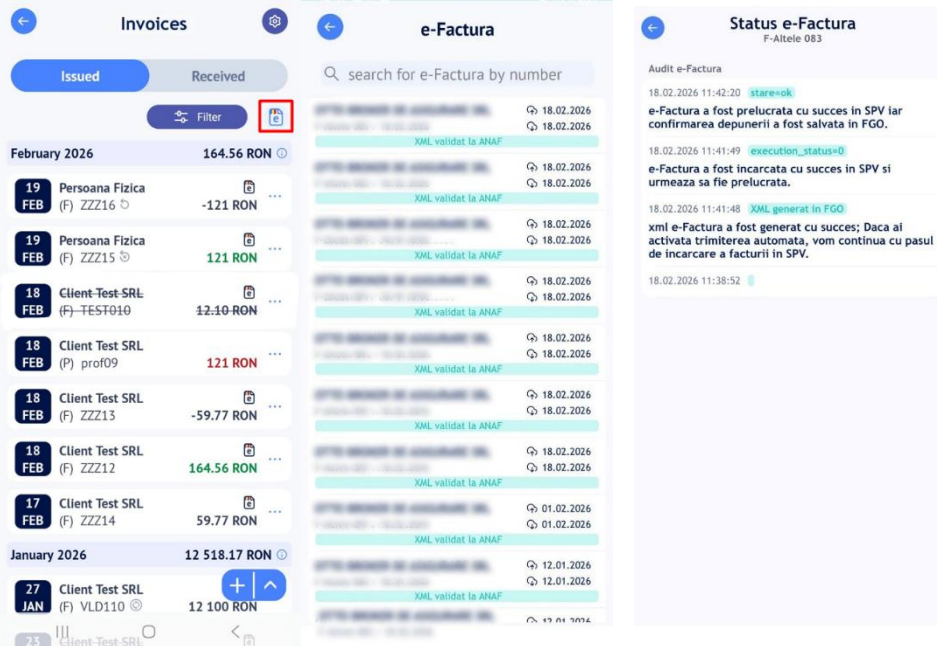 Invoices
Issued
Received
Filter
February 2026
164.56 RON
19
FEB
Persoana Fizica
(F) ZZZ16
-121 RON
19
FEB
Persoana Fizica
(F) ZZZ15
121 RON
18
FEB
Client Test SRL
(F) TEST010
12.10 RON
18
FEB
Client Test SRL
(P) prof09
121 RON
18
FEB
Client Test SRL
(F) ZZZ13
-59.77 RON
18
FEB
Client Test SRL
(F) ZZZ12
164.56 RON
17
FEB
Client Test SRL
(F) ZZZ14
59.77 RON
January 2026
12 518.17 RON
27
JAN
Client Test SRL
(F) VLD110
12 100 RON
23
Client Test SRL
e-Factura
search for e-Factura by number
18.02.2026
18.02.2026
XML validat la ANAF
18.02.2026
18.02.2026
XML validat la ANAF
18.02.2026
18.02.2026
XML validat la ANAF
18.02.2026
18.02.2026
XML validat la ANAF
18.02.2026
18.02.2026
XML validat la ANAF
18.02.2026
18.02.2026
XML validat la ANAF
18.02.2026
18.02.2026
XML validat la ANAF
01.02.2026
01.02.2026
XML validat la ANAF
12.01.2026
12.01.2026
XML validat la ANAF
12.01.2026
Status e-Factura
F-Altele 083
Audit e-Factura
18.02.2026 11:42:20 stare=ok
e-Factura a fost prelucrata cu succes in SPV iar
confirmarea depunerii a fost salvata in FGO.
18.02.2026 11:41:49 execution_status=0
e-Factura a fost incarcata cu succes in SPV si
urmeaza sa fie prelucrata.
18.02.2026 11:41:48 XML generat in FGO
xml e-Factura a fost generat cu succes; Daca ai
activata trimiterea automata, vom continua cu pasul
de incarcare a facturii in SPV.
18.02.2026 11:38:52